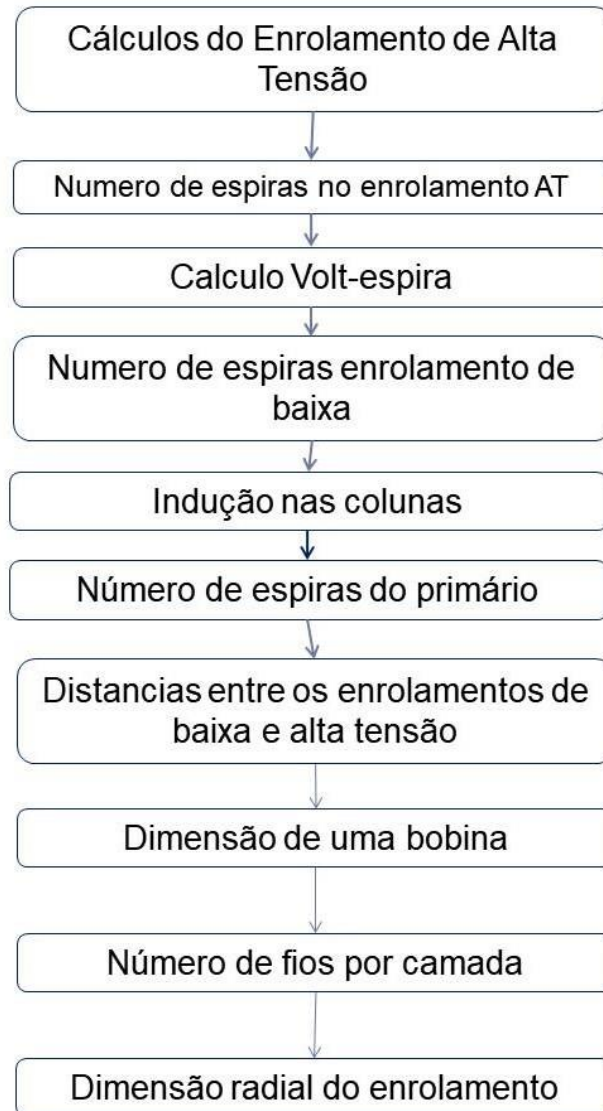 Cálculos do Enrolamento de Alta
Tensão
Numero de espiras no enrolamento AT
Calculo Volt-espira
Numero de espiras enrolamento de
baixa
Indução nas colunas
Número de espiras do primário
Distancias entre os enrolamentos de
baixa e alta tensão
Dimensão de uma bobina
Número de fios por camada
Dimensão radial do enrolamento